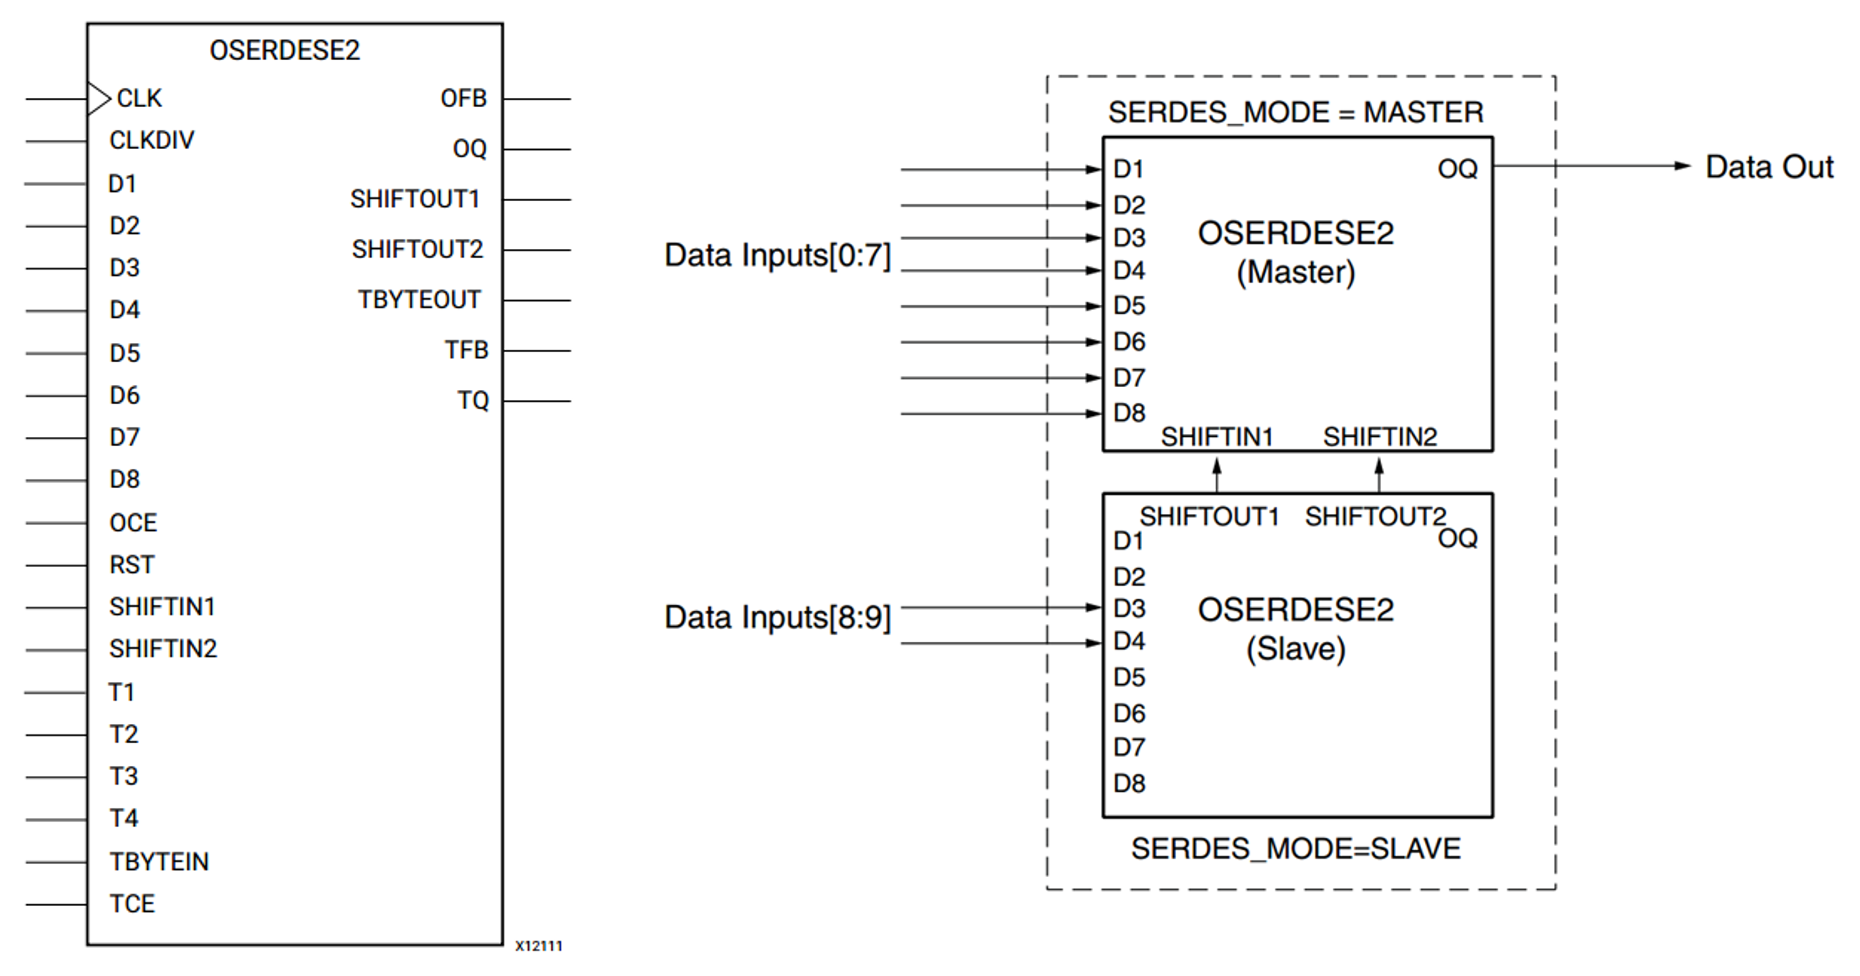 OSERDESE2
CLK
CLKDIV
D1
D2
D3
D4
D5
D6
D7
D8
OCE
RST
SHIFTIN1
SHIFTIN2
T1
T2
T3
T4
TBYTEIN
TCE
OFB
OQ
SHIFTOUT1
SHIFTOUT2
TBYTEOUT
TFB
TQ
X12111
SERDES_MODE = MASTER
Data Inputs[0:7]
D1
D2
D3
D4
D5
D6
D7
D8
OQ
OSERDESE2
(Master)
SHIFTIN1 SHIFTIN2
Data Out
SHIFTOUT1 SHIFTOUT2
Data Inputs[8:9]
D1
D2
D3
D4
D5
D6
D7
D8
OQ
OSERDESE2
(Slave)
SERDES_MODE=SLAVE